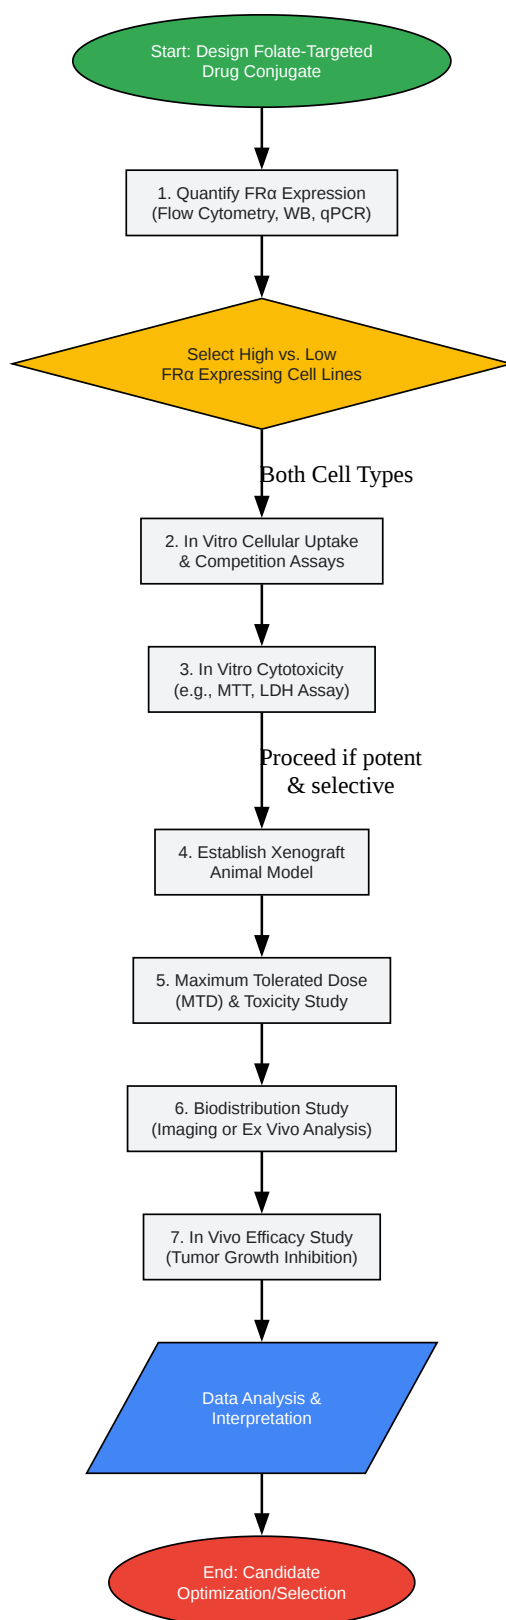 Start: Design Folate-Targeted
Drug Conjugate
1. Quantify FRα Expression
(Flow Cytometry, WB, qPCR)
Select High vs. Low
FRα Expressing Cell Lines
Both Cell Types
2. In Vitro Cellular Uptake
& Competition Assays
3. In Vitro Cytotoxicity
(e.g., MTT, LDH Assay)
Proceed if potent
& selective
4. Establish Xenograft
Animal Model
5. Maximum Tolerated Dose
(MTD) & Toxicity Study
6. Biodistribution Study
(Imaging or Ex Vivo Analysis)
7. In Vivo Efficacy Study
(Tumor Growth Inhibition)
Data Analysis &
Interpretation
End: Candidate
Optimization/Selection